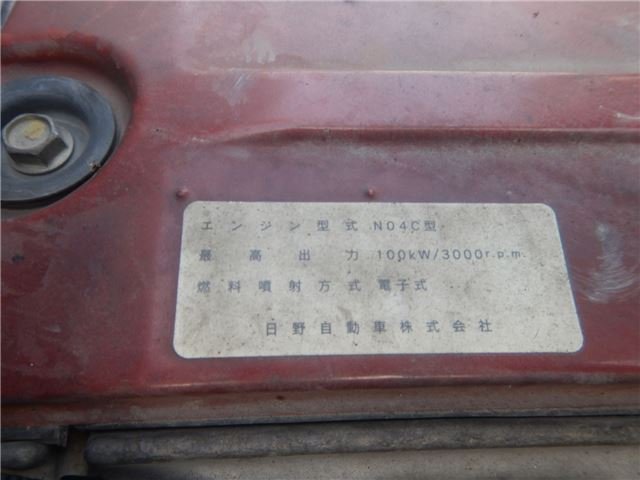 エンジン型式 N04C型
最高出力 100kW/3000r.p.m.
燃料噴射方式 電子式
日野自動車株式会社